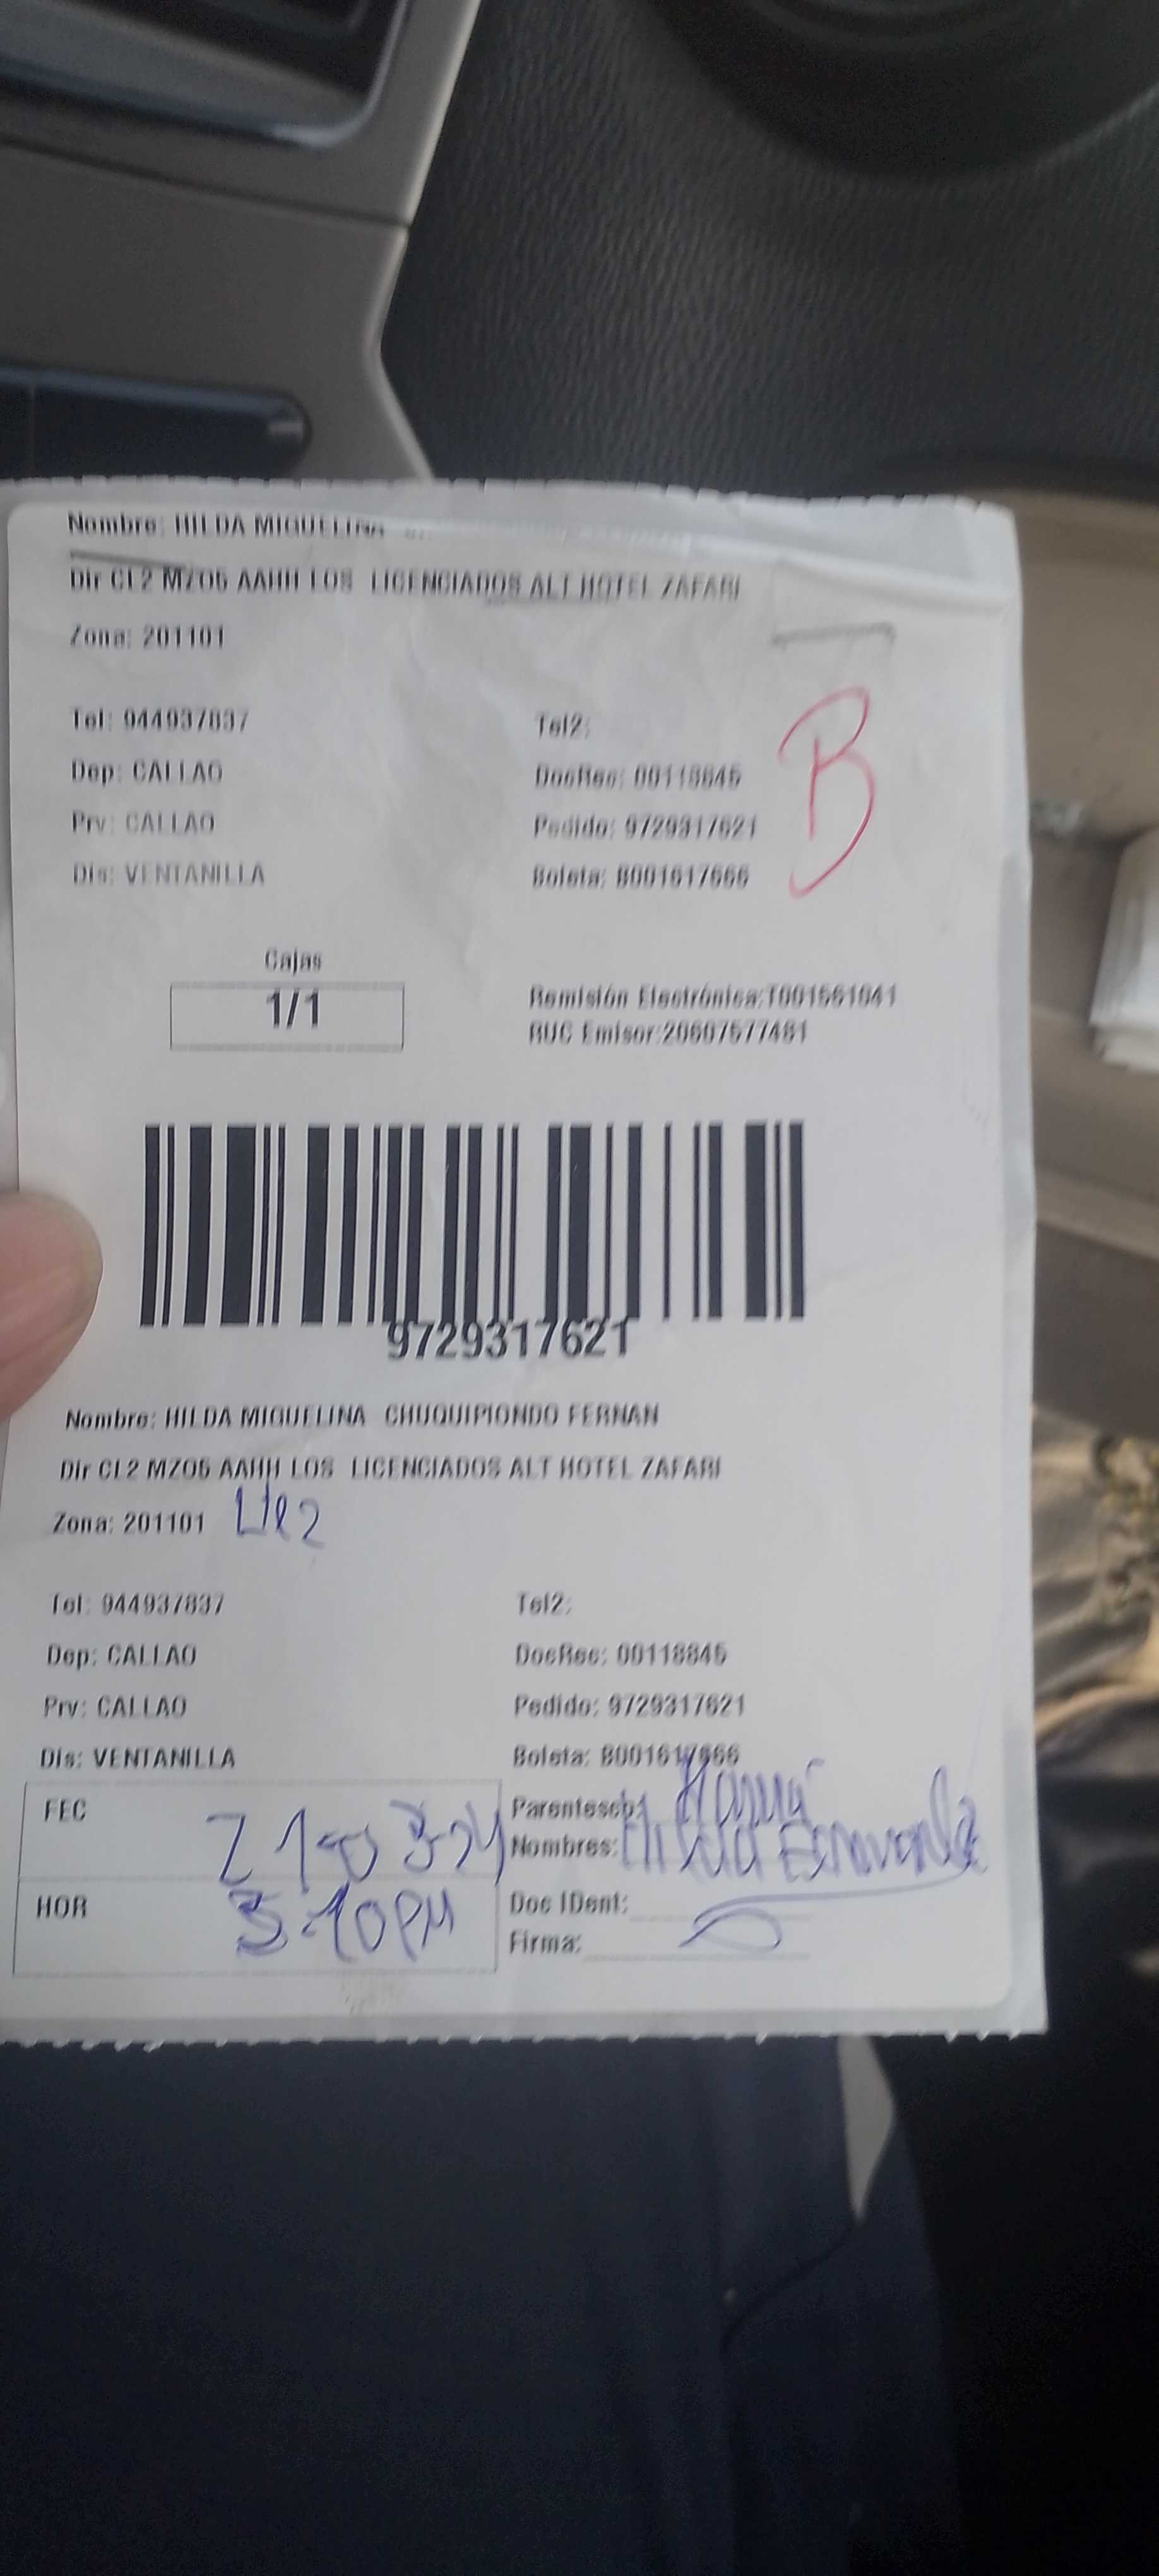 Nombre: HILDA MIGUELINA
Dir CL2 MZO5 AAHH LOS LICENCIADOS ALT HOTEL ZAFARI
Zona: 201101
Tel: 944937837
Tel2:
Dep: CALLAO
DocRec: 00118845
Prv: CALLAO
Pedido: 9729317621
B
Dis: VENTANILLA
Boleta: B001617666
Cajas
1/1
Remisión Electrónica:T001561041
RUC Emisor:20607577481
9729317621
Nombre: HILDA MIGUELINA CHUQUIPIONDO FERNAN
Dir CL2 MZO5 AAHH LOS LICENCIADOS ALT HOTEL ZAFARI
Zona: 201101
Tel: 944937837
Tel2:
Dep: CALLAO
DocRec: 00118845
Prv: CALLAO
Pedido: 9729317621
Dis: VENTANILLA
Boleta: B001617666
FEC
Parentesco: Mamá
Nombres: Hilda
HOR 3:10PM
Doc IDent:
Firma: